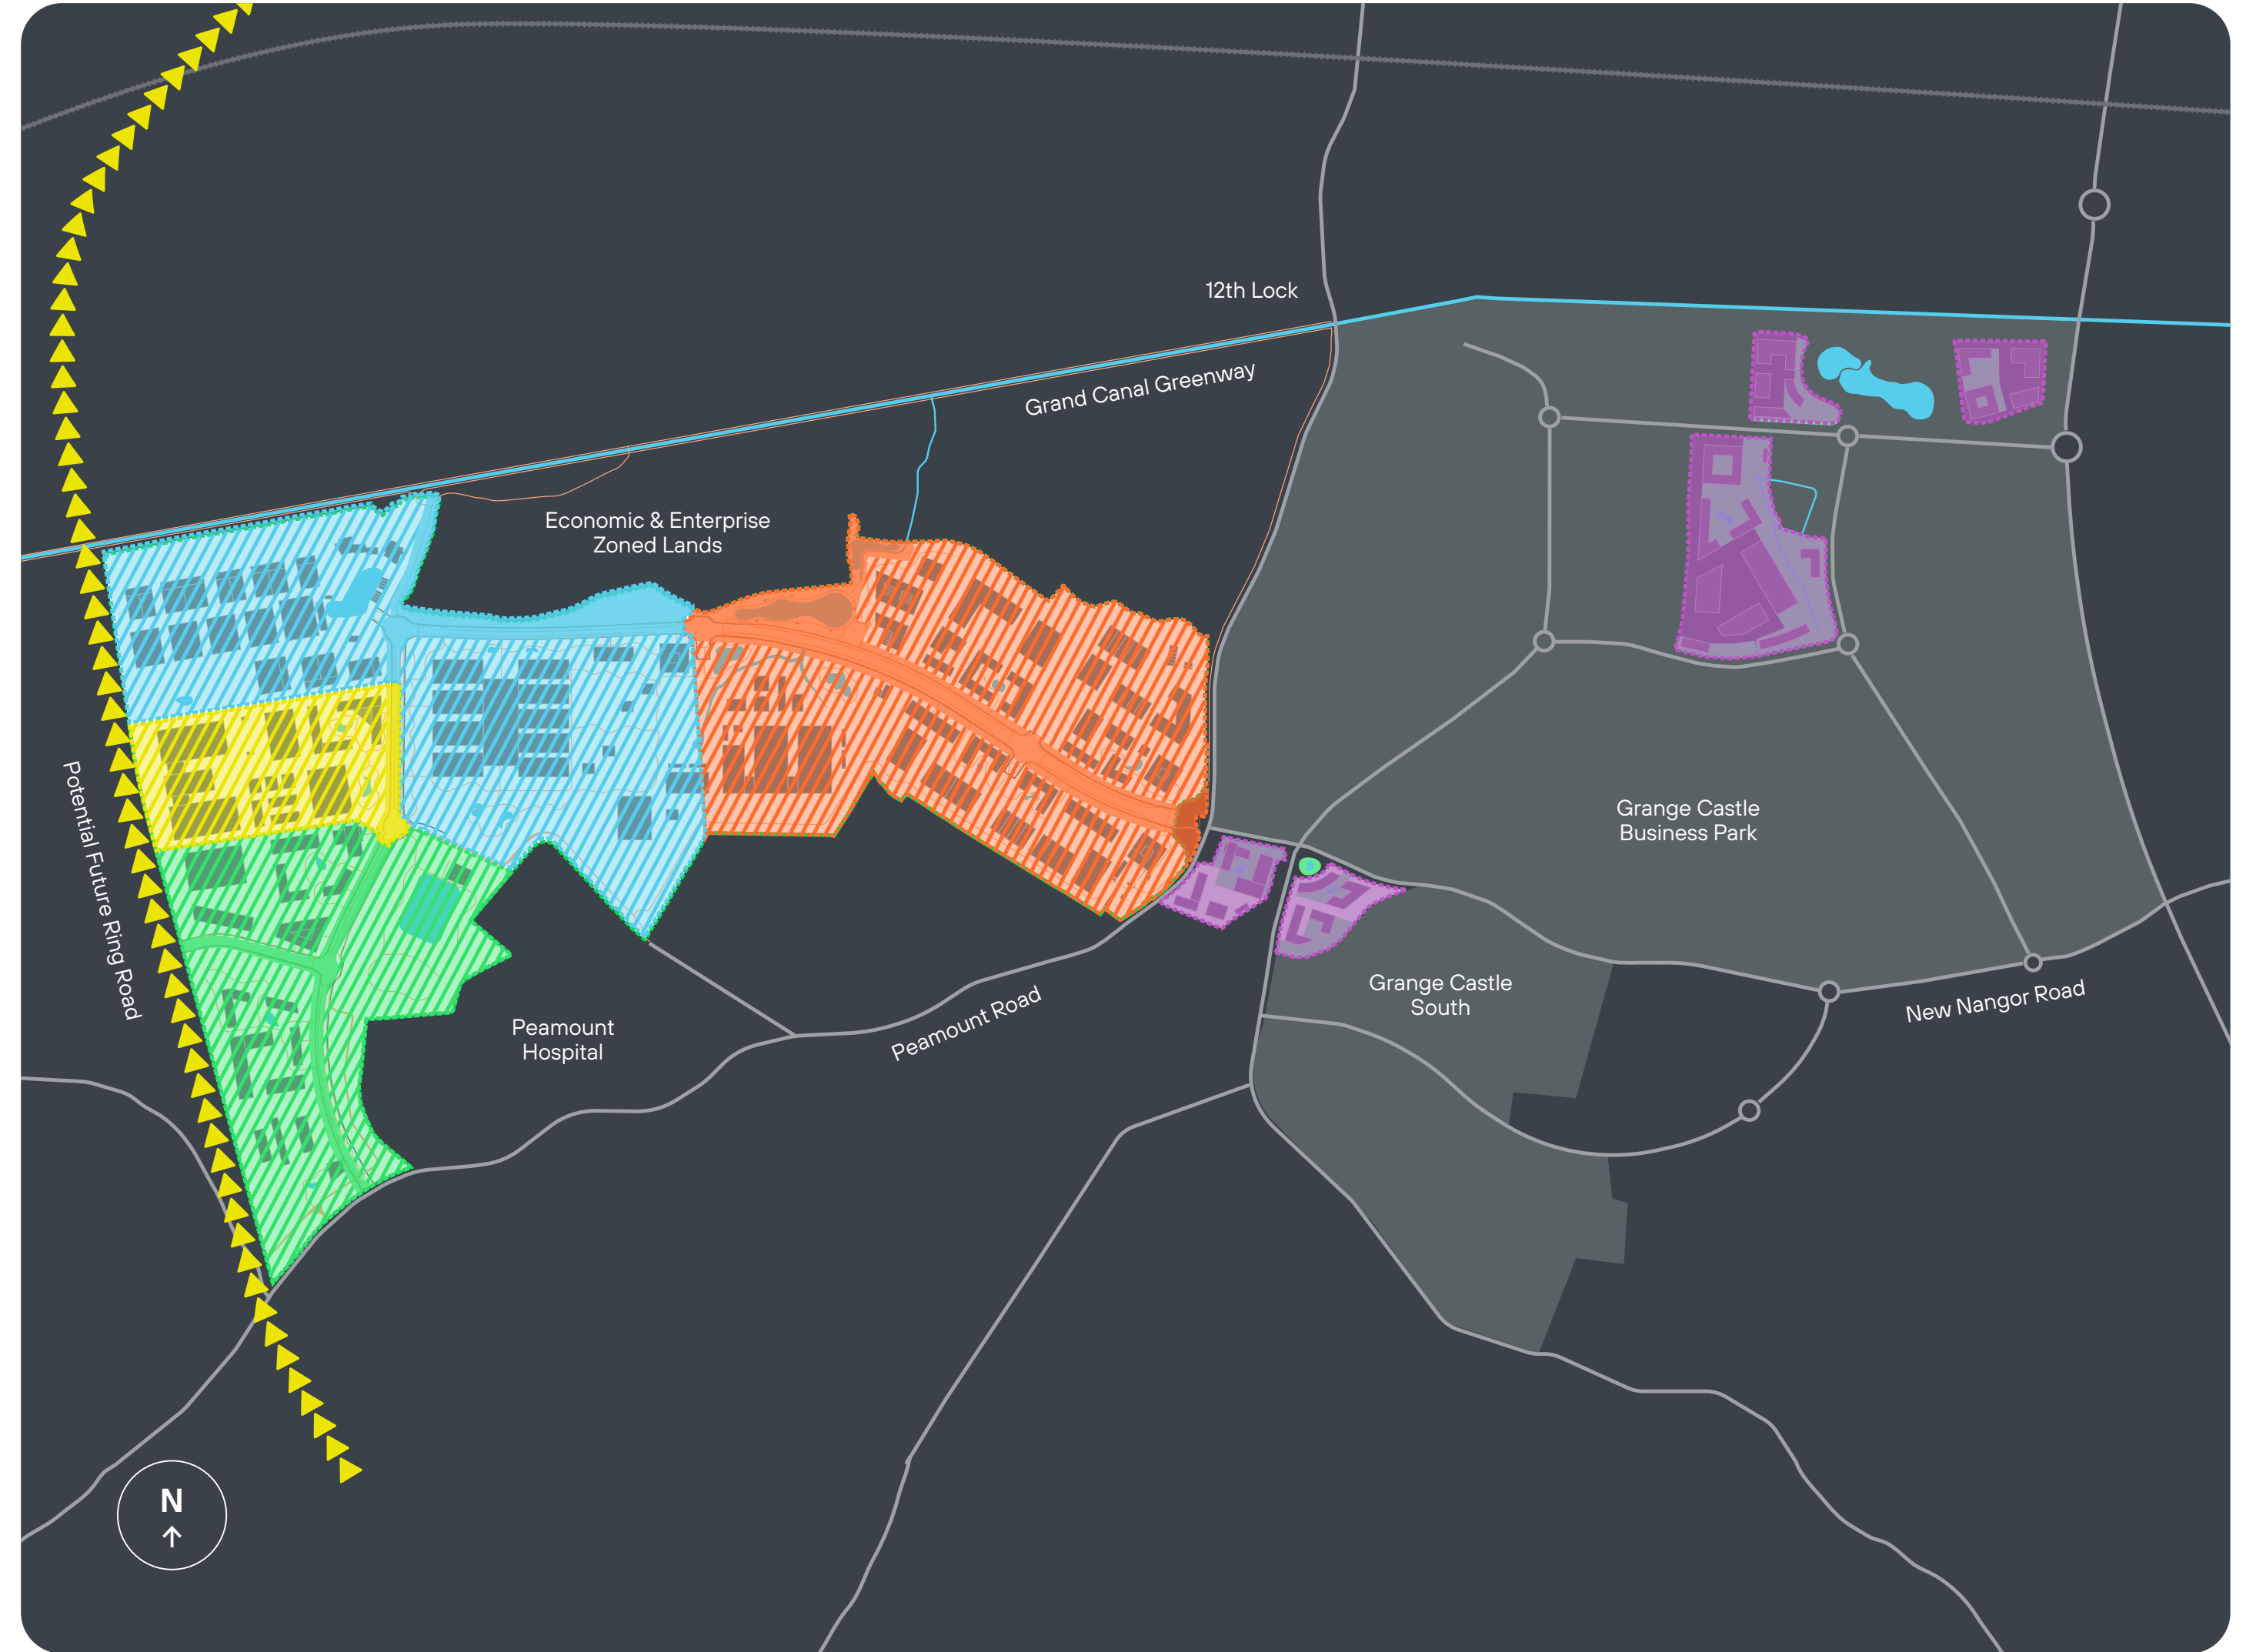 12th Lock
Grand Canal Greenway
Economic & Enterprise
Zoned Lands
Potential Future Ring Road
Grange Castle
Business Park
Grange Castle
South
New Nangor Road
Peamount
Hospital
Peamount Road
N